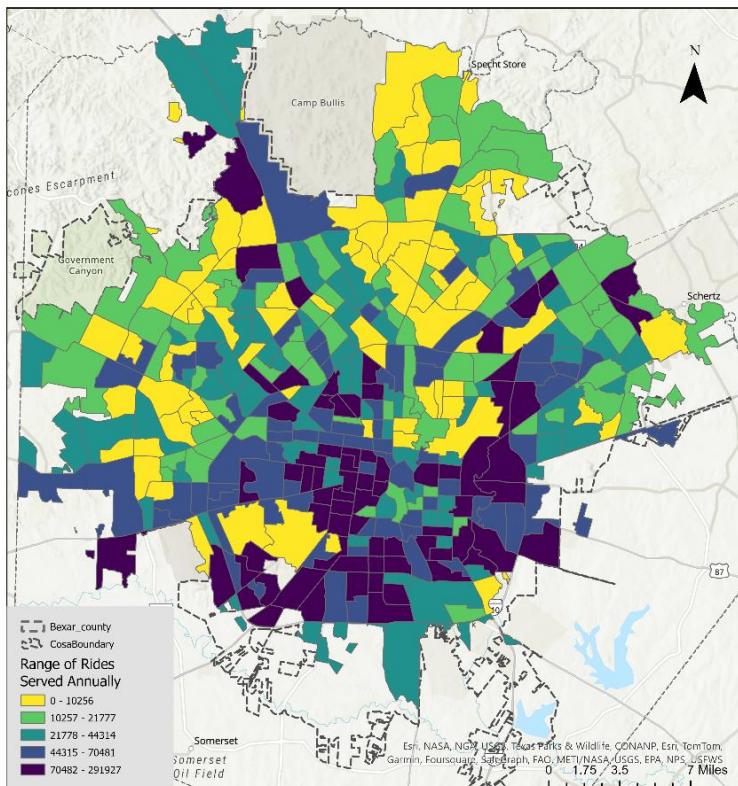 Specht Store
N
Camp Bullis
cones Escarpment
Government
Canyon
Schertz
87
Bexar_county
CosaBoundary
Range of Rides
Served Annually
0 - 10256
10257 - 21777
21778 - 44314
44315 - 70481
70482 - 291927
Somerset
Somerset
Oil Field
Esri, NASA, NGA, USGS, Texas Parks & Wildlife, CONANP, Esri, TomTom,
Garmin, Foursquare, SafeGraph, FAO, METI/NASA, USGS, EPA, NPS, USFWS
0 1.75 3.5 7 Miles